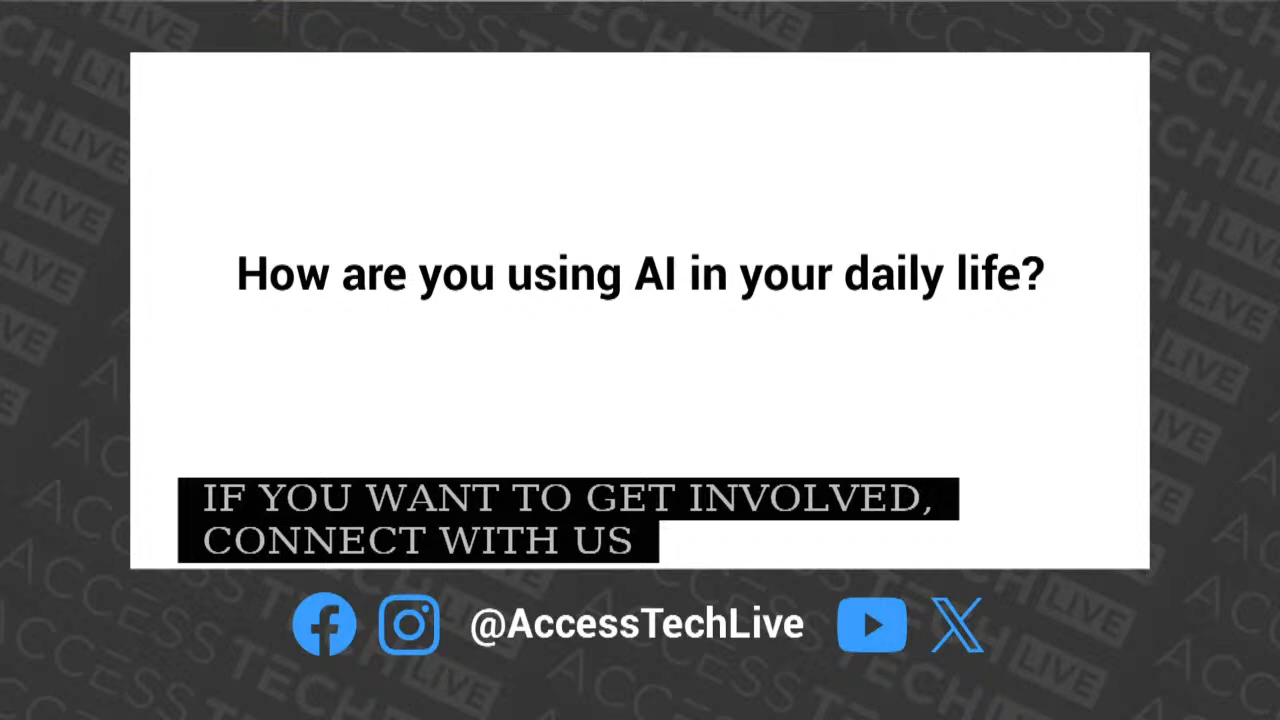 How are you using AI in your daily life?
IF YOU WANT TO GET INVOLVED,
CONNECT WITH US
@AccessTechLive